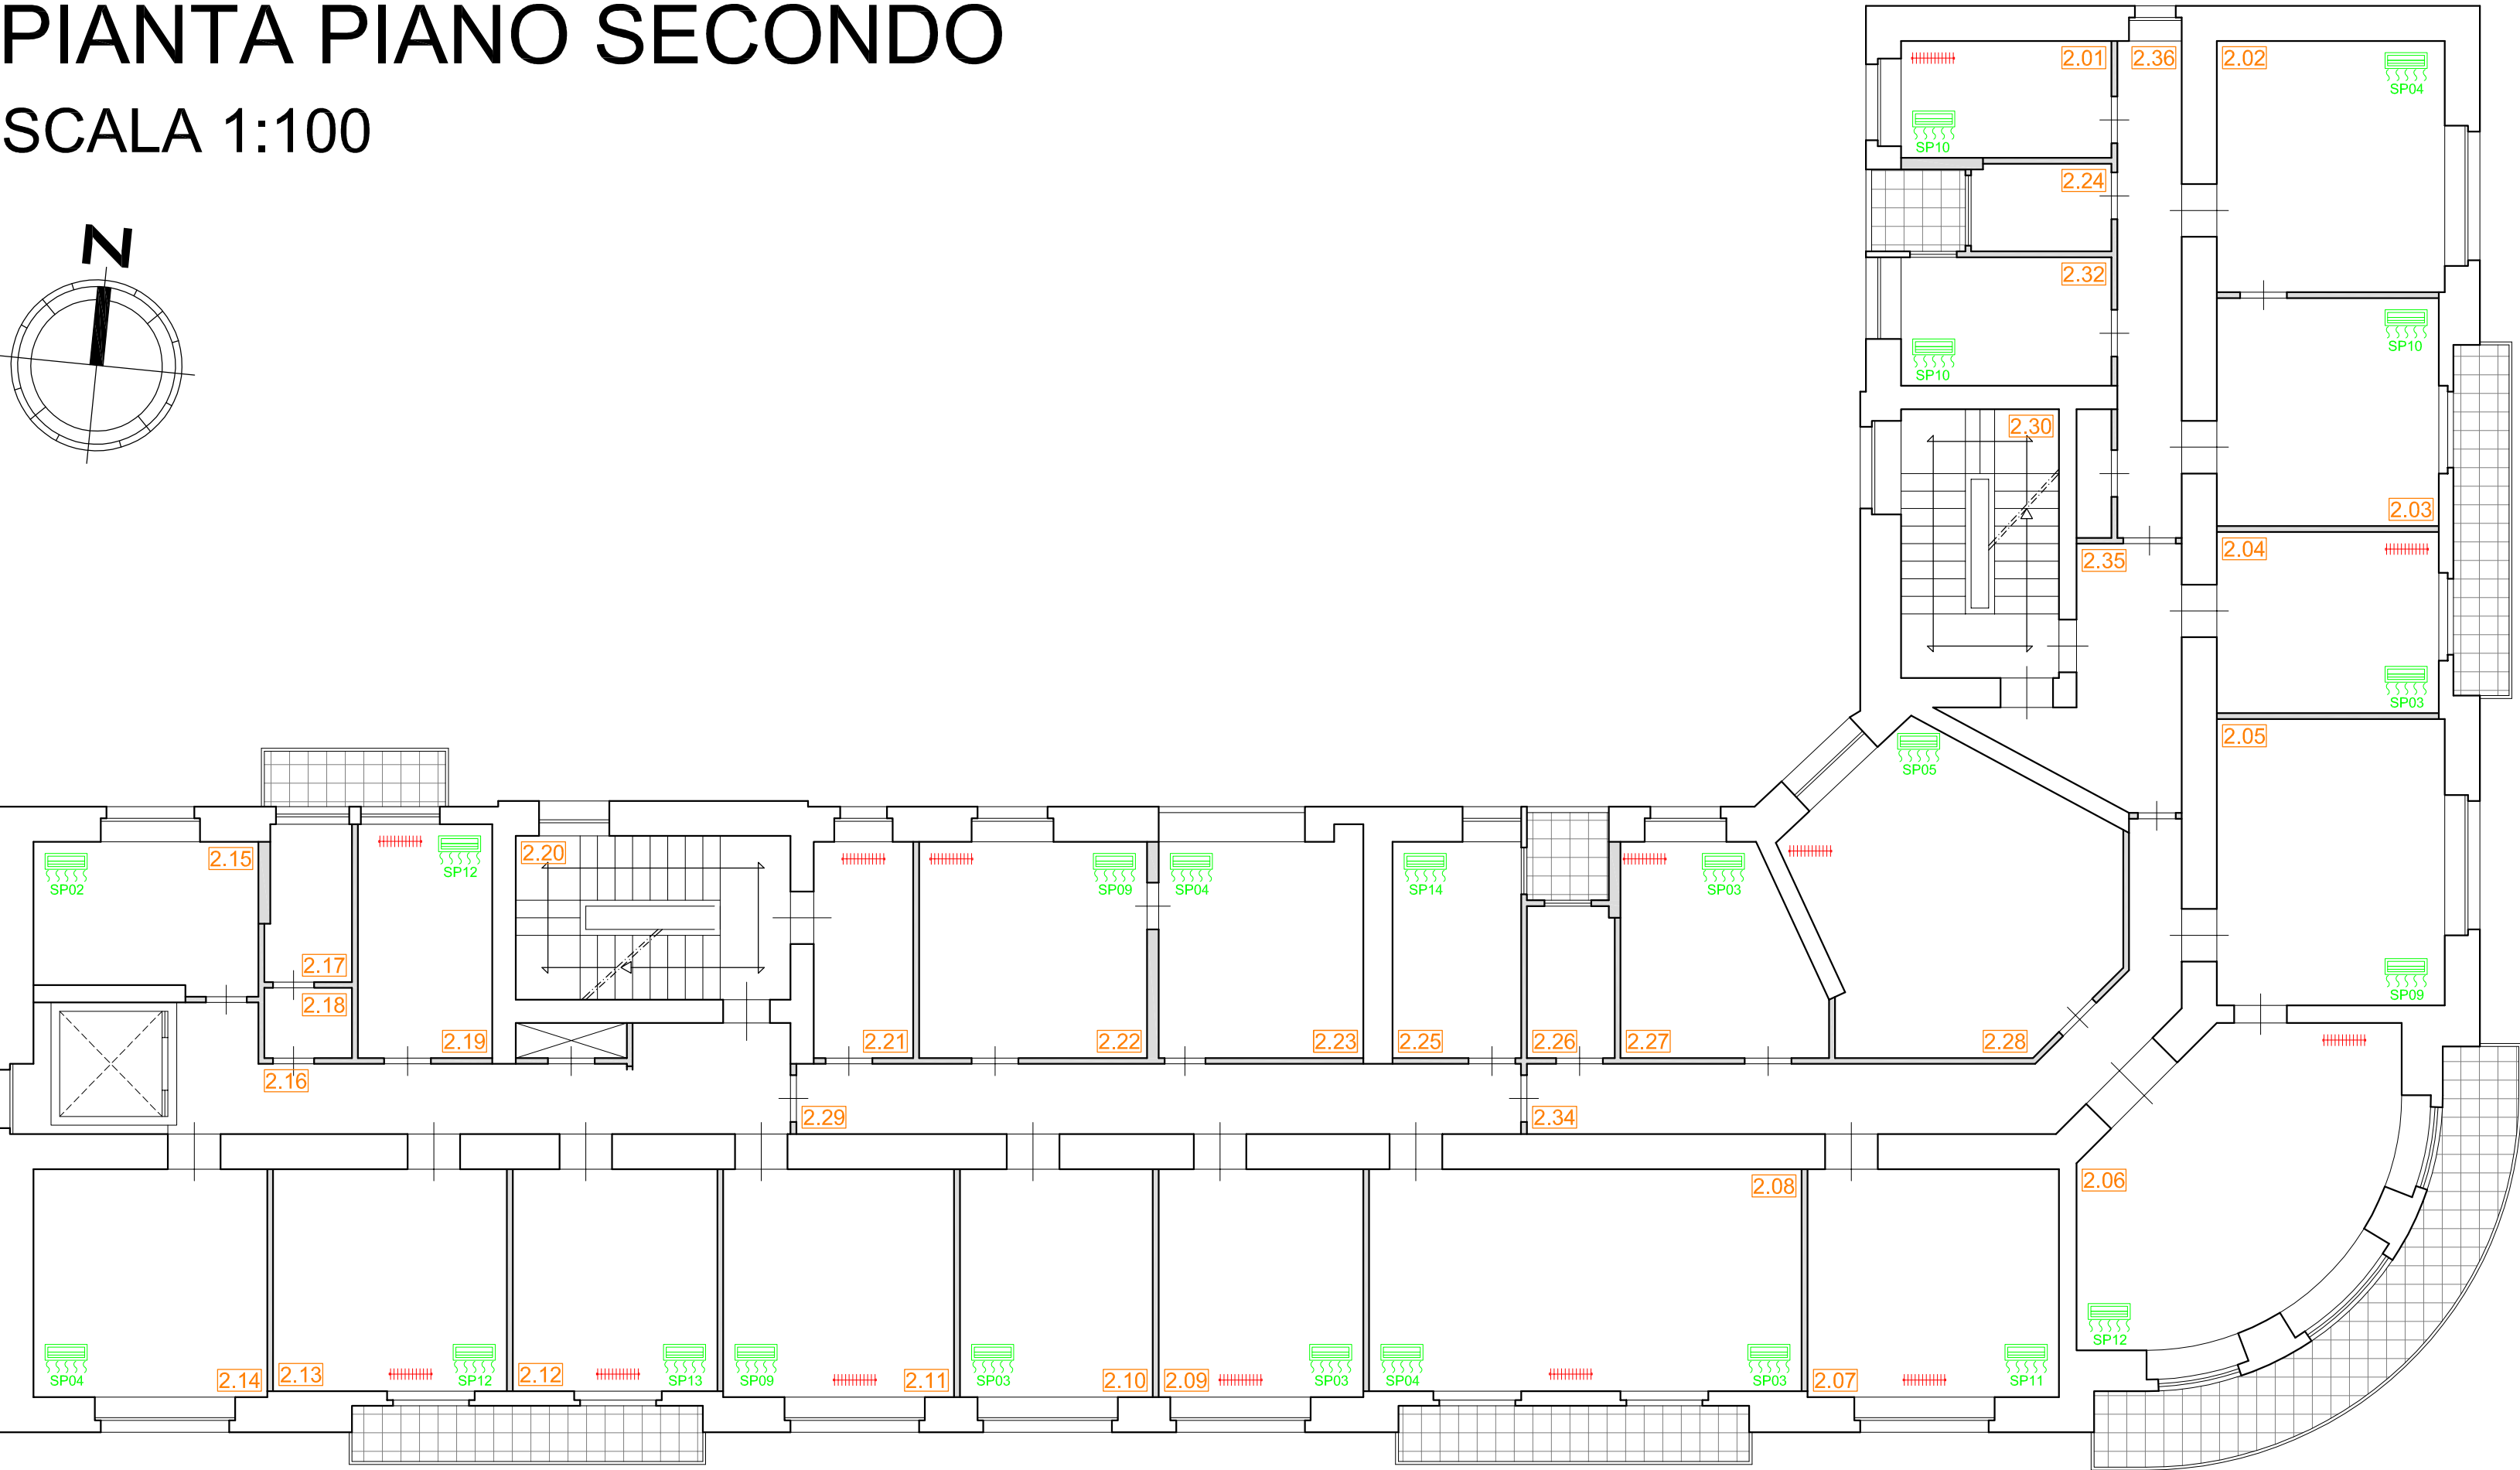 PIANTA PIANO SECONDO
SCALA 1:100
N
2.01
2.36
2.02
SP04
SP10
2.24
2.32
SP10
SP10
2.30
2.03
2.35
2.04
SP03
2.05
SP05
SP09
2.15
SP02
2.17
2.18
2.16
SP12
2.19
2.20
2.21
SP09
2.22
SP04
2.23
SP14
2.25
2.26
SP03
2.27
2.28
2.29
2.34
2.06
SP12
2.08
SP04
2.14
2.13
SP12
2.12
SP13
SP09
2.11
SP03
2.10
2.09
SP03
SP04
SP03
2.07
SP11